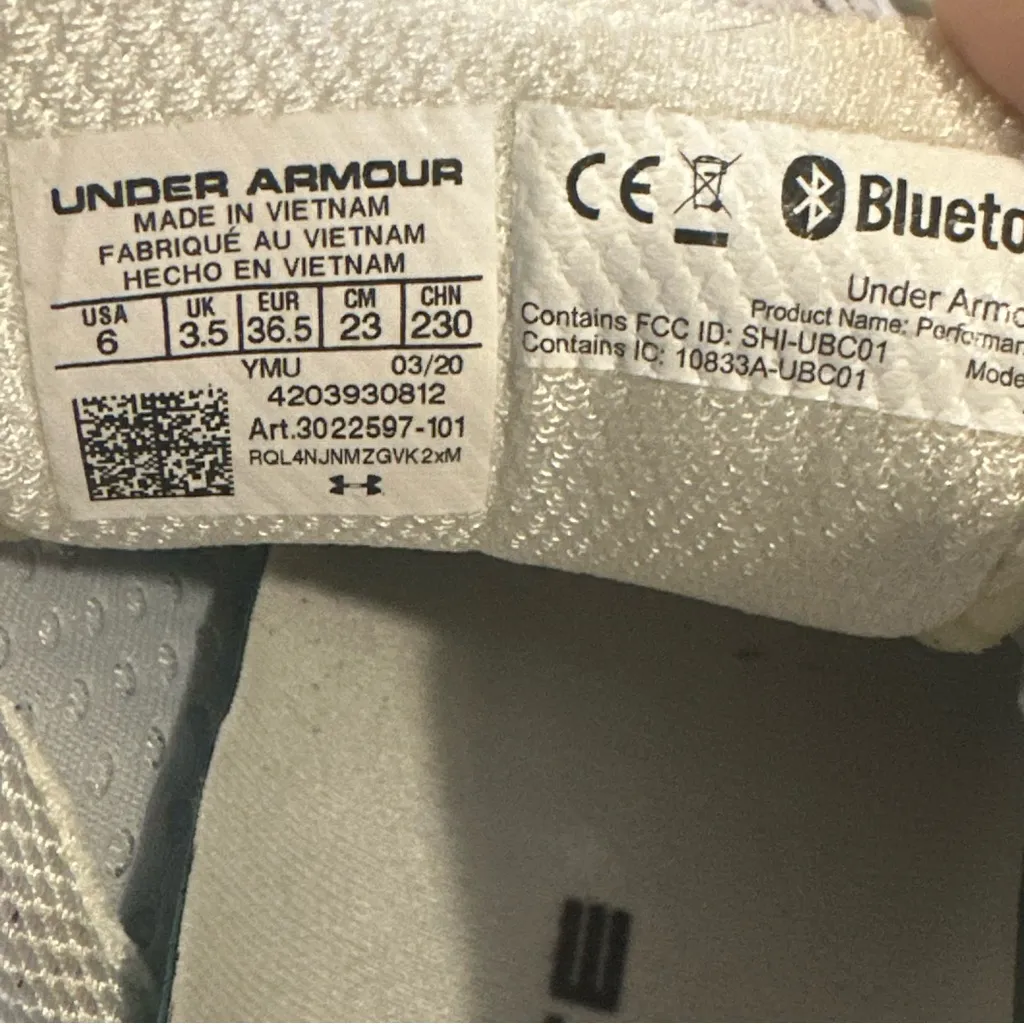 UNDER ARMOUR
MADE IN VIETNAM
FABRIQUÉ AU VIETNAM
HECHO EN VIETNAM
USA UK EUR CM CHN
6 3.5 36.5 23 230
YMU 03/20
4203930812
Art.3022597-101
RQL4NJNMZGVK2xM
CE
Blueto
Under Armo
Product Name: Performan
Contains FCC ID: SHI-UBC01
Contains IC: 10833A-UBC01
Mode